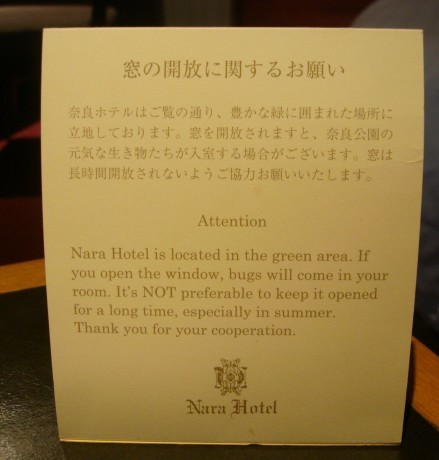 窓の開放に関するお願い
奈良ホテルはご覧の通り、豊かな緑に囲まれた場所に
立地しております。窓を開放されますと、奈良公園の
元気な生き物たちが入室する場合がございます。窓は
長時間開放されないようご協力お願いいたします。
Attention
Nara Hotel is located in the green area. If
you open the window, bugs will come in your
room. It's NOT preferable to keep it opened
for a long time, especially in summer.
Thank you for your cooperation.
Nara Hotel